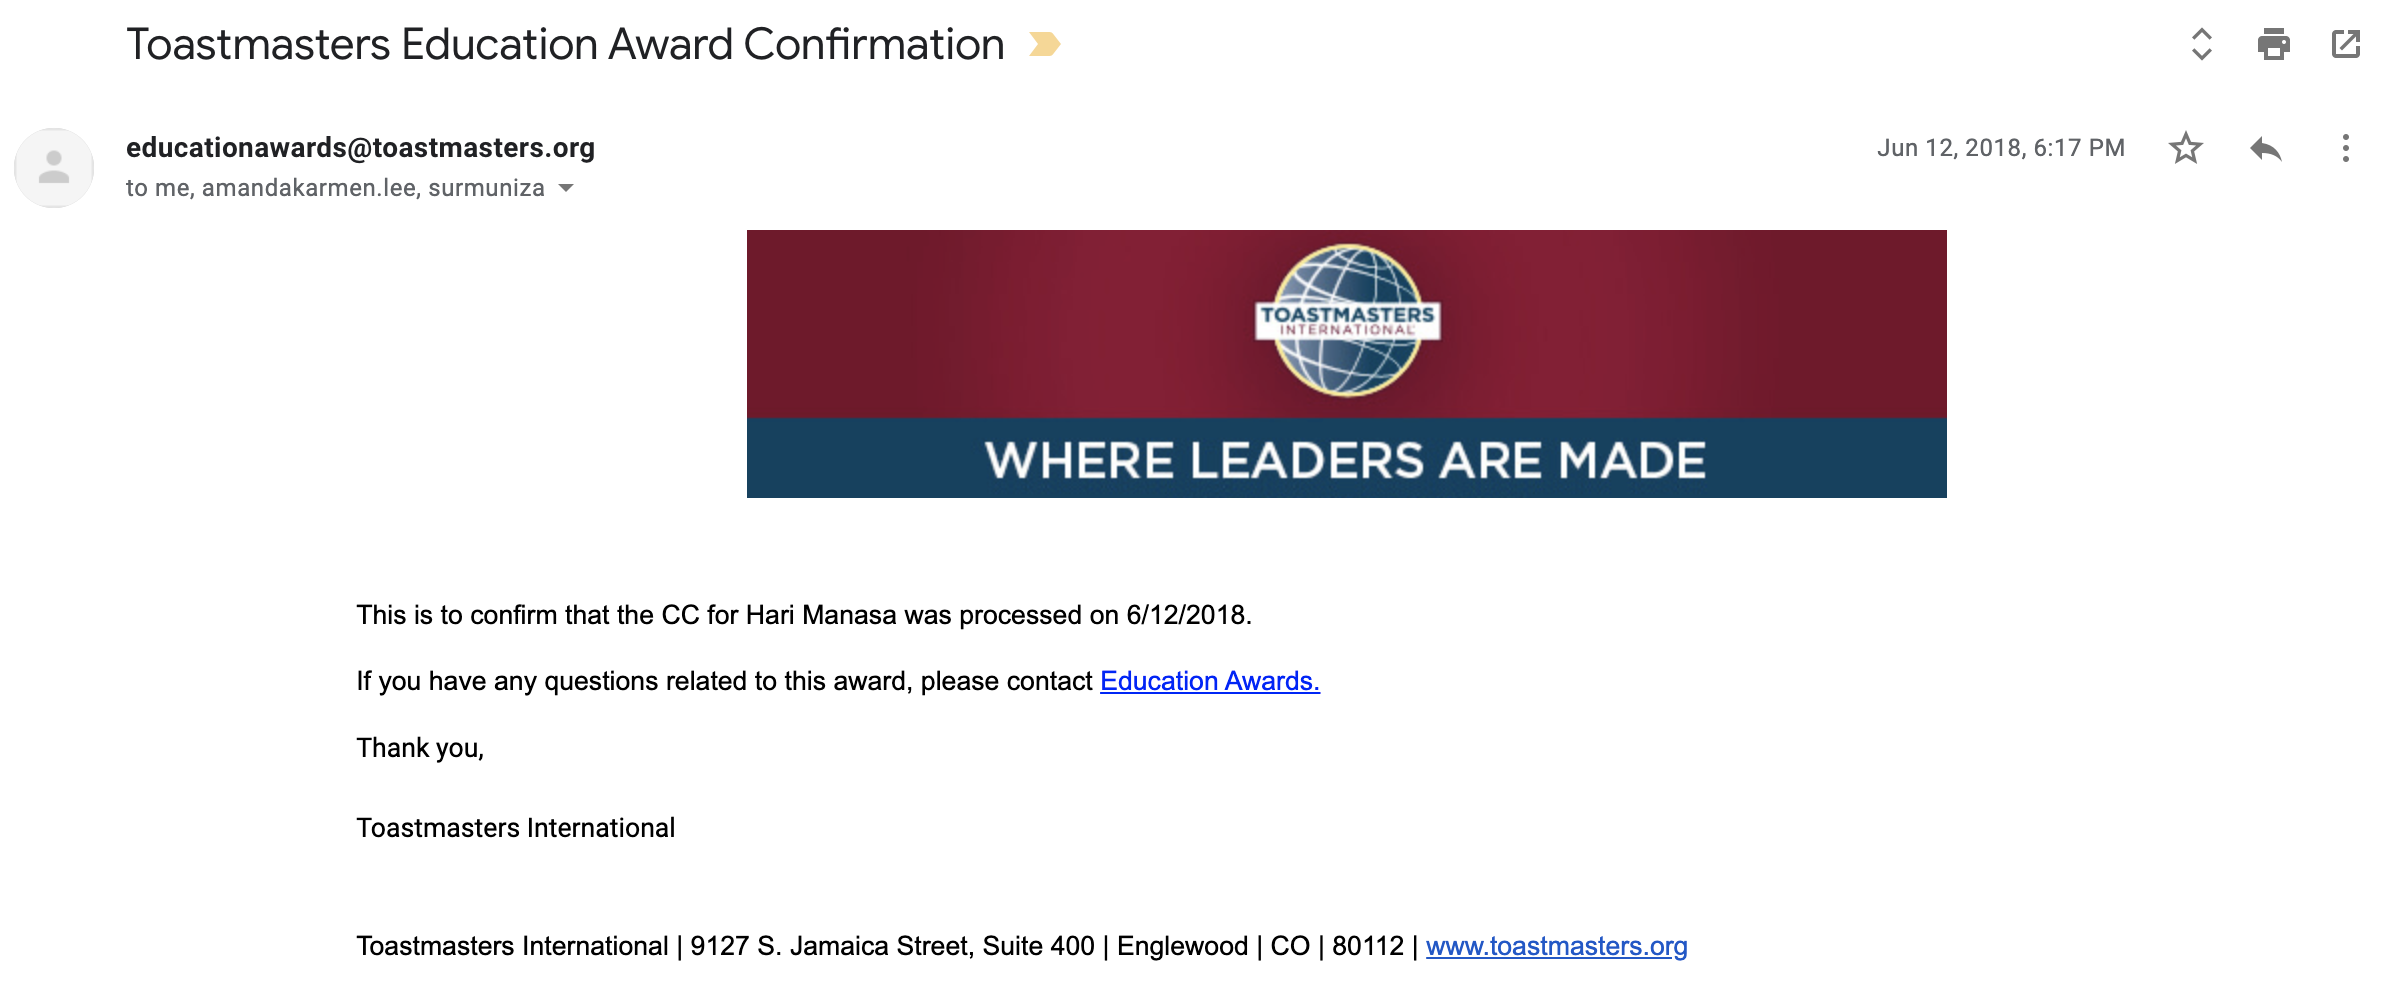 Toastmasters Education Award Confirmation
educationawards@toastmasters.org
Jun 12, 2018, 6:17 PM
to me, amandakarmen.lee, surmuniza
TOASTMASTERS
INTERNATIONAL
WHERE LEADERS ARE MADE
This is to confirm that the CC for Hari Manasa was processed on 6/12/2018.
If you have any questions related to this award, please contact Education Awards.
Thank you,
Toastmasters International
Toastmasters International | 9127 S. Jamaica Street, Suite 400 | Englewood | CO | 80112 | www.toastmasters.org